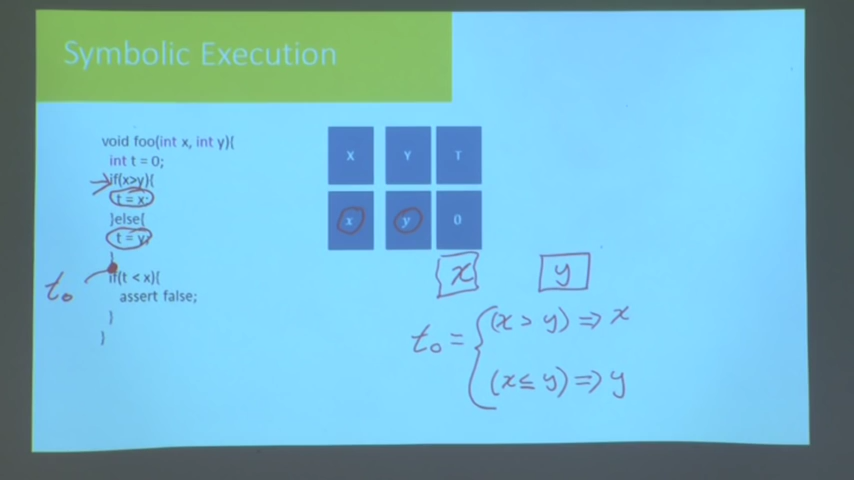 Symbolic Execution
void foo(int x, int y){
int t = 0;
if(x>y){
t = x;
}else{
t = y;
}
if(t < x){
assert false;
}
}
t₀
X Y T
x y 0
x y
t₀ = { (x > y) ⇒ x
(x ≤ y) ⇒ y